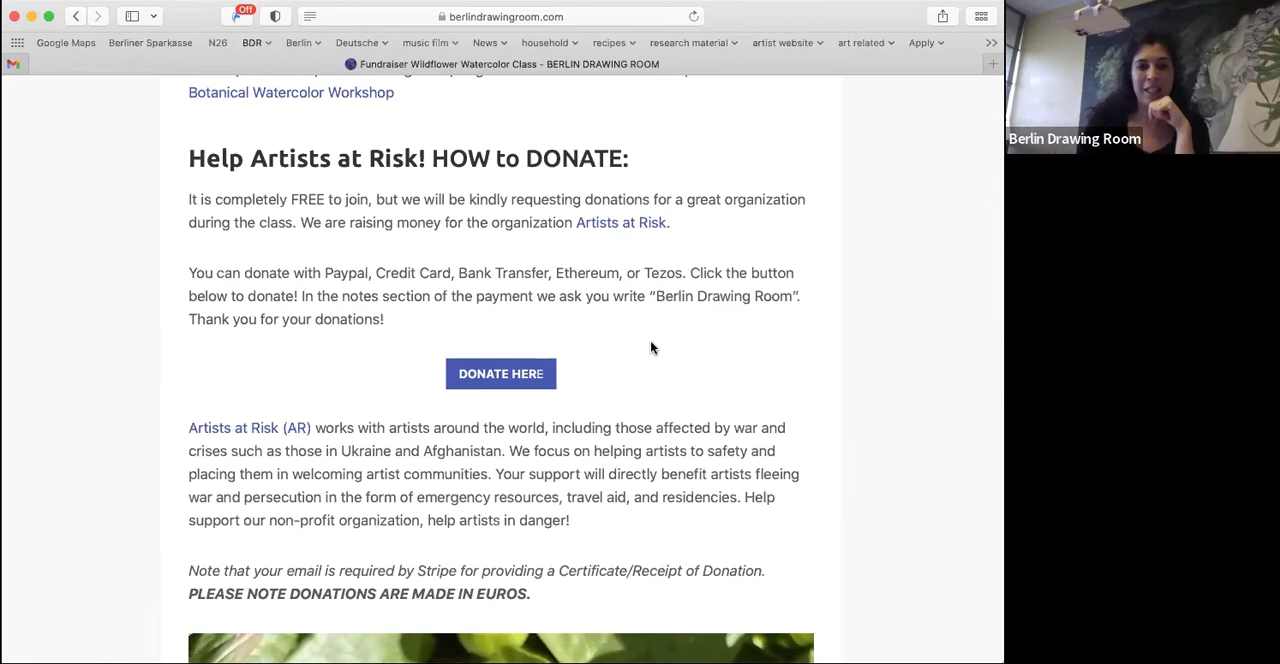 Off
berlindrawingroom.com
Google Maps Berliner Sparkasse N26 BDR Berlin Deutsche music film News household recipes research material artist website art related Apply
Fundraiser Wildflower Watercolor Class - BERLIN DRAWING ROOM
Botanical Watercolor Workshop
Berlin Drawing Room
Help Artists at Risk! HOW to DONATE:
It is completely FREE to join, but we will be kindly requesting donations for a great organization
during the class. We are raising money for the organization Artists at Risk.
You can donate with Paypal, Credit Card, Bank Transfer, Ethereum, or Tezos. Click the button
below to donate! In the notes section of the payment we ask you write “Berlin Drawing Room”.
Thank you for your donations!
DONATE HERE
Artists at Risk (AR) works with artists around the world, including those affected by war and
crises such as those in Ukraine and Afghanistan. We focus on helping artists to safety and
placing them in welcoming artist communities. Your support will directly benefit artists fleeing
war and persecution in the form of emergency resources, travel aid, and residencies. Help
support our non-profit organization, help artists in danger!
Note that your email is required by Stripe for providing a Certificate/Receipt of Donation.
PLEASE NOTE DONATIONS ARE MADE IN EUROS.